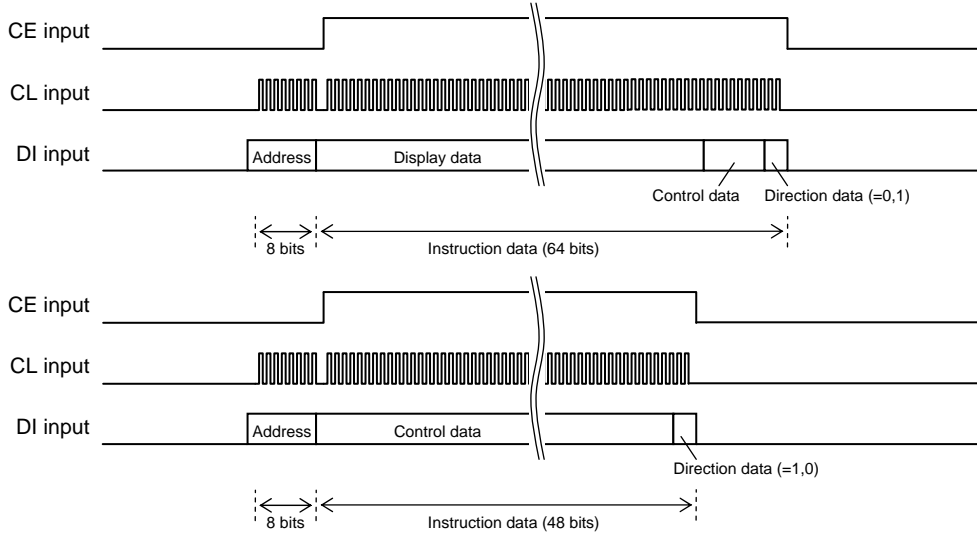 CE input
CL input
DI input
Address
Display data
Control data
Direction data (=0,1)
8 bits
Instruction data (64 bits)
CE input
CL input
DI input
Address
Control data
Direction data (=1,0)
8 bits
Instruction data (48 bits)